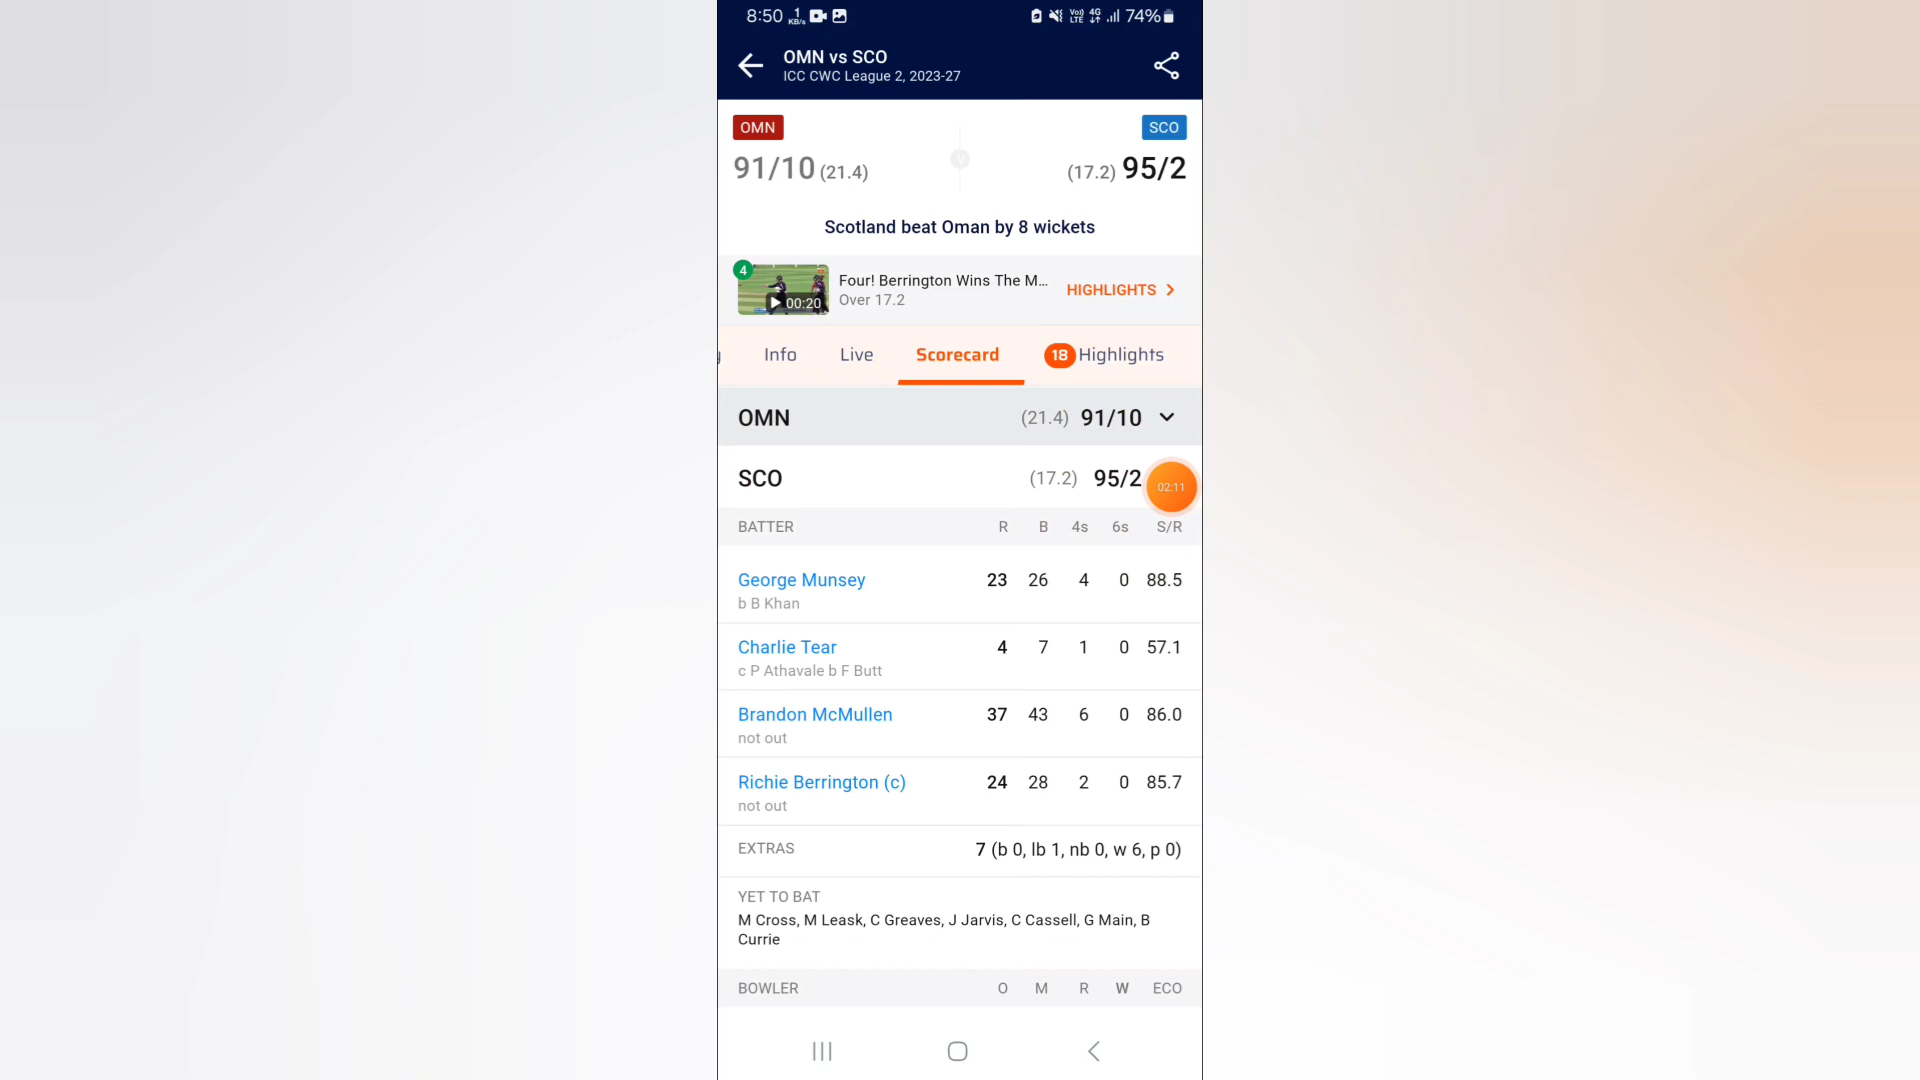 8:50 1 KB/s Vo) LTE 4G 74%
OMN vs SCO
ICC CWC League 2, 2023-27
OMN SCO
91/10 (21.4) V (17.2) 95/2
Scotland beat Oman by 8 wickets
4 00:20 Four! Berrington Wins The M... HIGHLIGHTS
Over 17.2
Info Live Scorecard 18 Highlights
OMN (21.4) 91/10
SCO (17.2) 95/2 02:11
BATTER R B 4s 6s S/R
George Munsey 23 26 4 0 88.5
b B Khan
Charlie Tear 4 7 1 0 57.1
c P Athavale b F Butt
Brandon McMullen 37 43 6 0 86.0
not out
Richie Berrington (c) 24 28 2 0 85.7
not out
EXTRAS 7 (b 0, lb 1, nb 0, w 6, p 0)
YET TO BAT
M Cross, M Leask, C Greaves, J Jarvis, C Cassell, G Main, B
Currie
BOWLER O M R W ECO